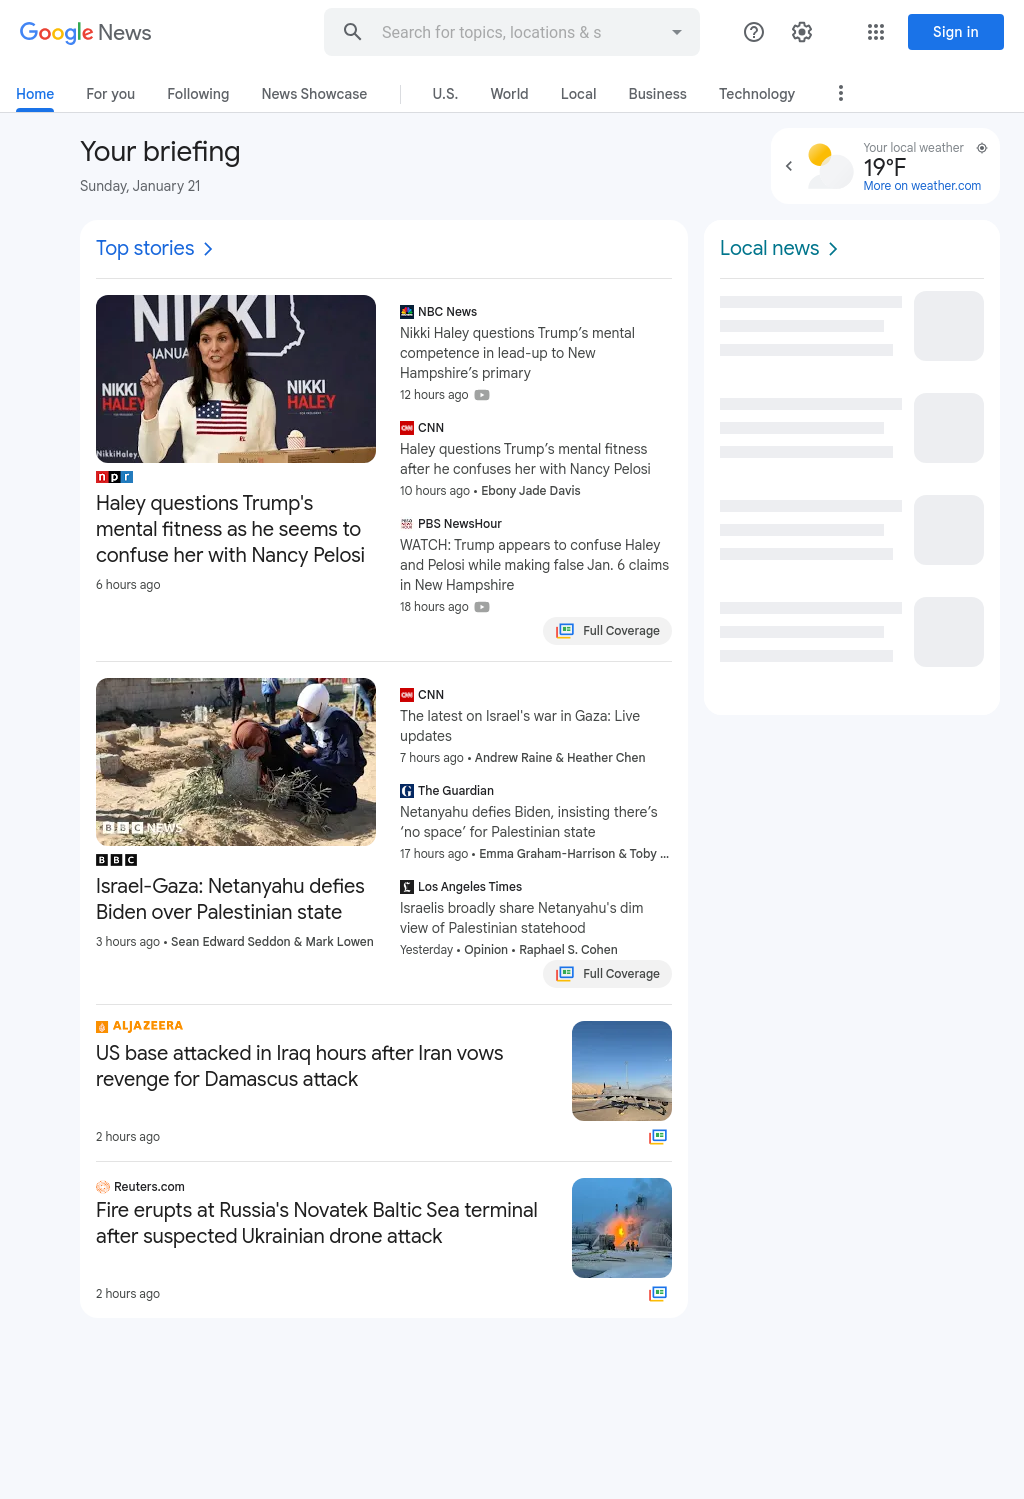 Google News
Search for topics, locations & s
Sign in
Home
For you
Following
News Showcase
U.S.
World
Local
Business
Technology
Your briefing
Sunday, January 21
Your local weather
19°F
More on weather.com
Top stories
NIKKI
JANUA
NIKKI
HALEY
NIKKI
HALEY
NikkiHaley
npr
Haley questions Trump's
mental fitness as he seems to
confuse her with Nancy Pelosi
6 hours ago
NBC News
Nikki Haley questions Trump’s mental
competence in lead-up to New
Hampshire’s primary
12 hours ago
CNN
Haley questions Trump’s mental fitness
after he confuses her with Nancy Pelosi
10 hours ago • Ebony Jade Davis
PBS NewsHour
WATCH: Trump appears to confuse Haley
and Pelosi while making false Jan. 6 claims
in New Hampshire
18 hours ago
Full Coverage
BBC NEWS
BBC
Israel-Gaza: Netanyahu defies
Biden over Palestinian state
3 hours ago • Sean Edward Seddon & Mark Lowen
CNN
The latest on Israel's war in Gaza: Live
updates
7 hours ago • Andrew Raine & Heather Chen
The Guardian
Netanyahu defies Biden, insisting there’s
‘no space’ for Palestinian state
17 hours ago • Emma Graham-Harrison & Toby ...
Los Angeles Times
Israelis broadly share Netanyahu's dim
view of Palestinian statehood
Yesterday • Opinion • Raphael S. Cohen
Full Coverage
ALJAZEERA
US base attacked in Iraq hours after Iran vows
revenge for Damascus attack
2 hours ago
Reuters.com
Fire erupts at Russia's Novatek Baltic Sea terminal
after suspected Ukrainian drone attack
2 hours ago
Local news